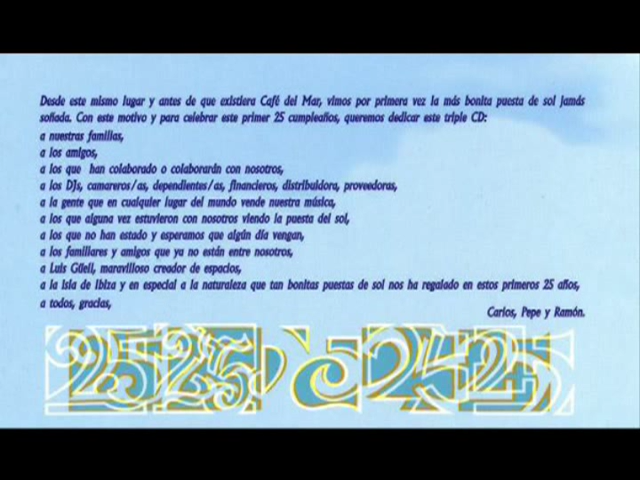 Desde este mismo lugar y antes de que existiera Café del Mar, vimos por primera vez la más bonita puesta de sol jamás
soñada. Con este motivo y para celebrar este primer 25 cumpleaños, queremos dedicar este triple CD:
a nuestras familias,
a los amigos,
a los que han colaborado o colaborarán con nosotros,
a los DJs, camareros/as, dependientes/as, financieros, distribuidora, proveedoras,
a la gente que en cualquier lugar del mundo vende nuestra música,
a los que alguna vez estuvieron con nosotros viendo la puesta del sol,
a los que no han estado y esperamos que algún día vengan,
a los familiares y amigos que ya no están entre nosotros,
a Luis Güell, maravilloso creador de espacios,
a la Isla de Ibiza y en especial a la naturaleza que tan bonitas puestas de sol nos ha regalado en estos primeros 25 años,
a todos, gracias,
Carlos, Pepe y Ramón.
25 25 25 25